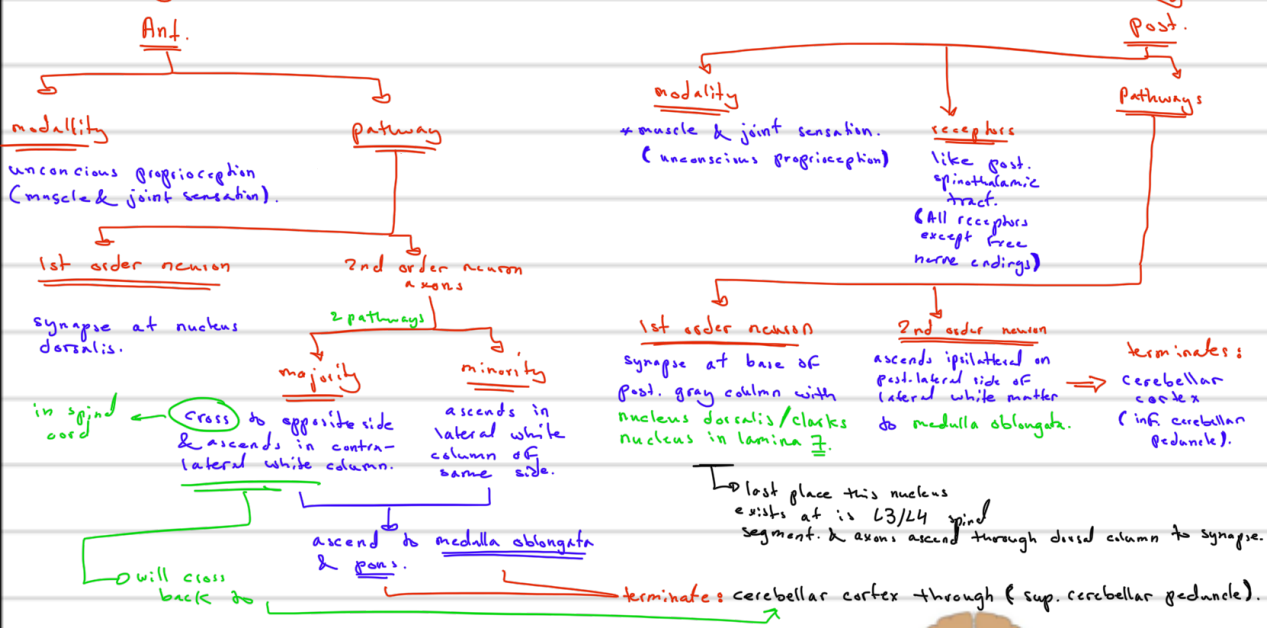 Ant.
modallity
pathway
unconcious proprioception
(muscle & joint sensation).
1st order neuron
2nd order neuron
axons
synapse at nucleus
dorsalis.
2 pathways
majority
minority
in spinal
cord
cross to opposite side
& ascends in contra-
lateral white column.
ascends in
lateral white
column of
same side.
ascend to medulla oblongata
& pons.
will cross
back to
Post.
modality
receptors
Pathways
* muscle & joint sensation.
(unconscious proprioception)
like post.
spinothalamic
tract.
(All receptors
except free
nerve endings)
1st order neuron
2nd order neuron
synapse at base of
post. gray column with
nucleus dorsalis/clarks
nucleus in lamina 7.
ascends ipsilateral on
post.lateral side of
lateral white matter
to medulla oblongata.
terminates:
cerebellar
cortex
(inf. cerebellar
peduncle).
last place this nucleus
exists at is L3/L4 spinal
segment. & axons ascend through dorsal column to synapse.
terminate: cerebellar cortex through (sup. cerebellar peduncle).